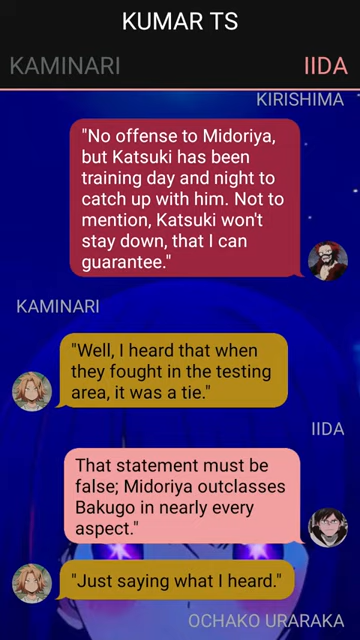 KUMAR TS
KAMINARI
IIDA
KIRISHIMA
"No offense to Midoriya,
but Katsuki has been
training day and night to
catch up with him. Not to
mention, Katsuki won't
stay down, that I can
guarantee."
KAMINARI
"Well, I heard that when
they fought in the testing
area, it was a tie."
IIDA
That statement must be
false; Midoriya outclasses
Bakugo in nearly every
aspect."
"Just saying what I heard."
OCHAKO URARAKA